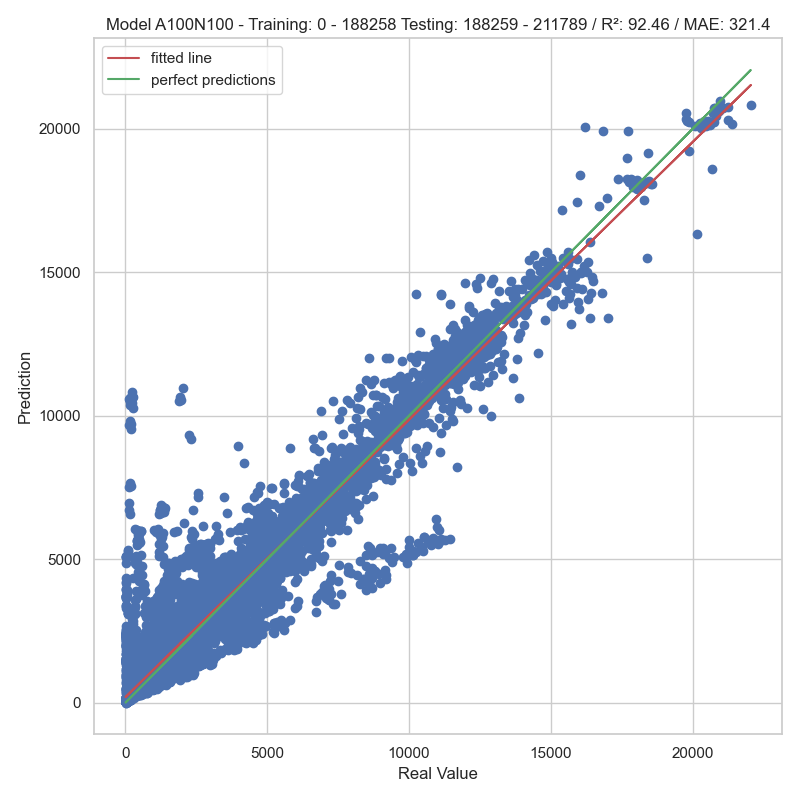 Model A100N100 - Training: 0 - 188258 Testing: 188259 - 211789 / R²: 92.46 / MAE: 321.4
fitted line
perfect predictions
20000
15000
10000
5000
0
Prediction
0 5000 10000 15000 20000
Real Value